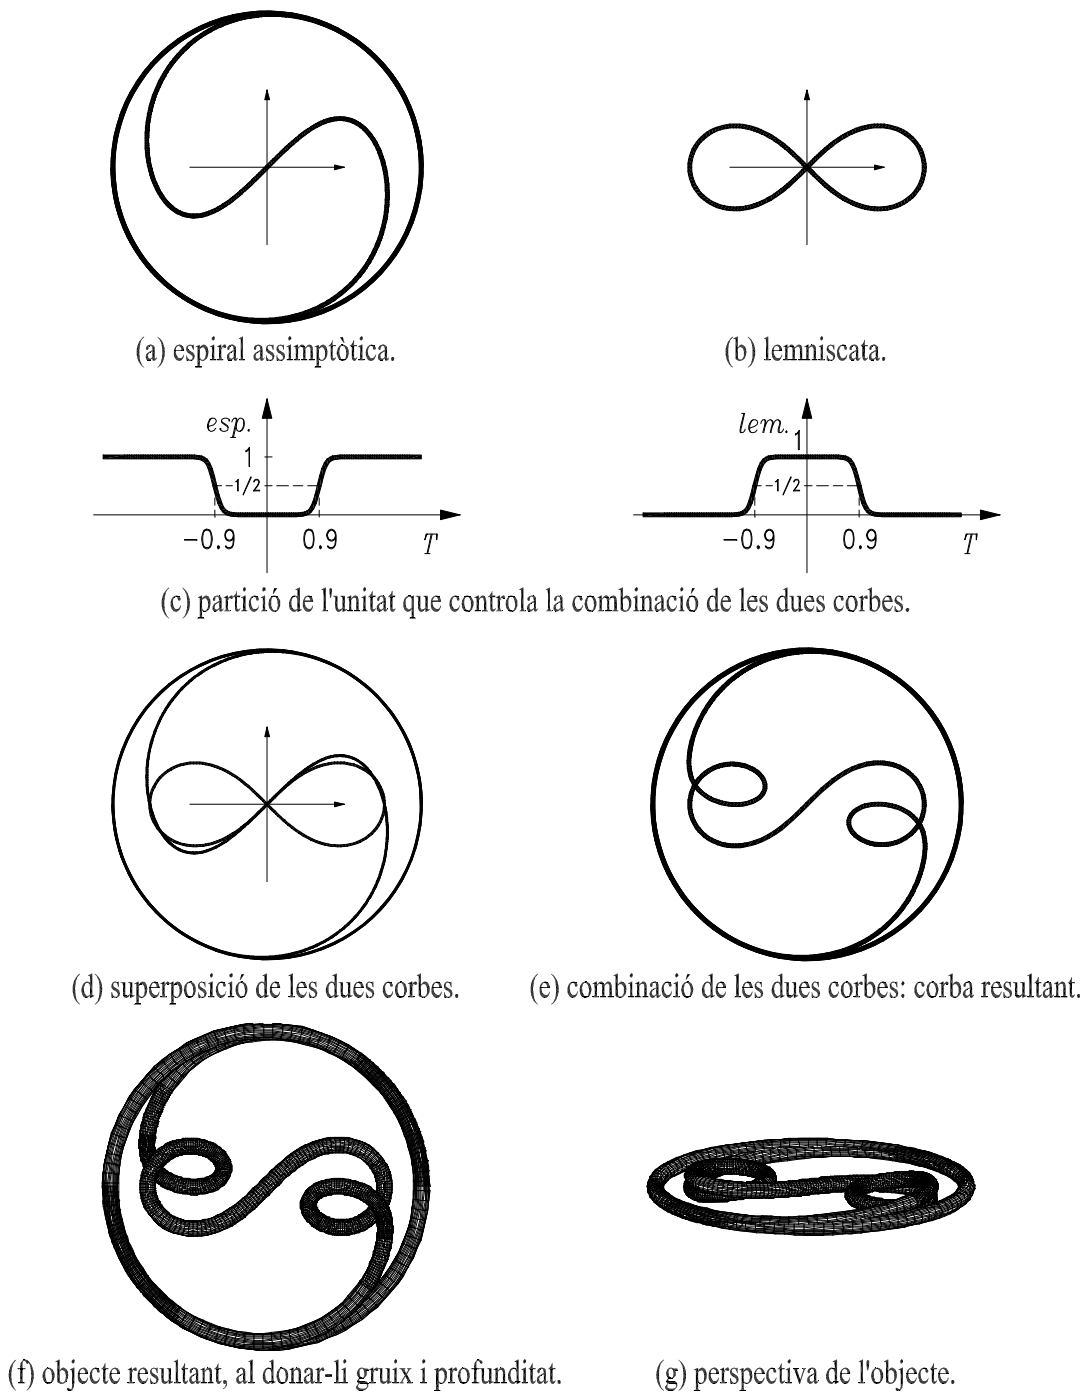 (a) espiral assimptòtica.
(b) lemniscata.
esp.
1
-1/2
-0.9
0.9
T
lem.
1
-1/2
-0.9
0.9
T
(c) partició de l'unitat que controla la combinació de les dues corbes.
(d) superposició de les dues corbes.
(e) combinació de les dues corbes: corba resultant.
(f) objecte resultant, al donar-li gruix i profunditat.
(g) perspectiva de l'objecte.